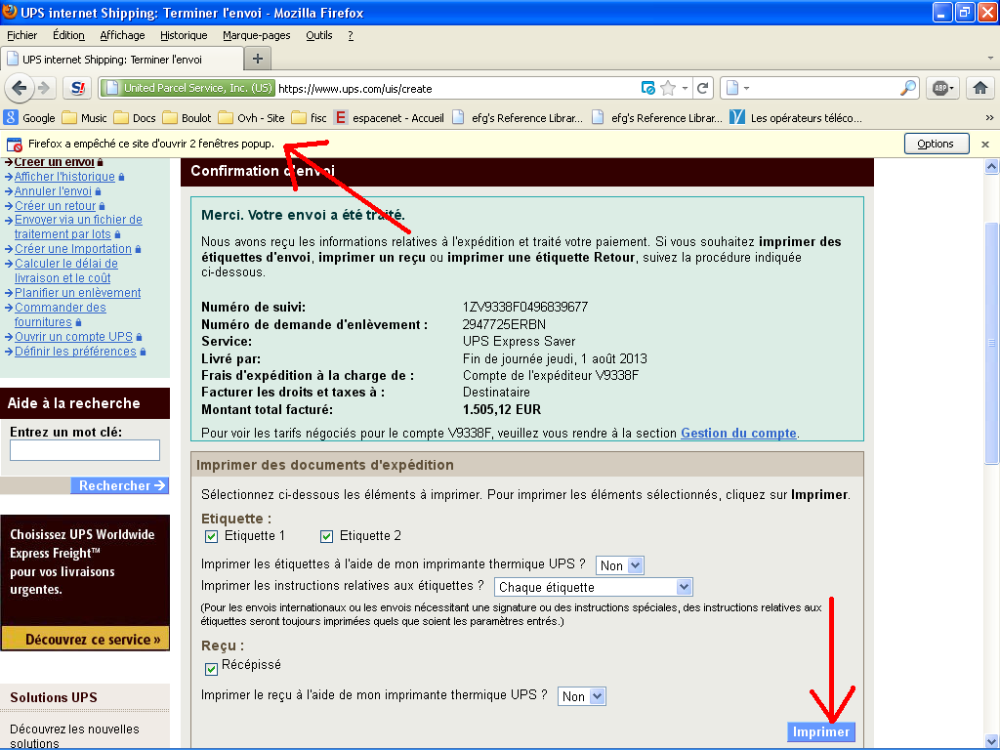 UPS internet Shipping: Terminer l'envoi - Mozilla Firefox
Fichier Édition Affichage Historique Marque-pages Outils ?
UPS internet Shipping: Terminer l'envoi
S! United Parcel Service, Inc. (US) https://www.ups.com/uis/create ABP
Google Music Docs Boulot Ovh - Site fisc E espacenet - Accueil efg's Reference Librar... efg's Reference Librar... Les opérateurs téléco... »
Firefox a empêché ce site d'ouvrir 2 fenêtres popup. Options
Créer un envoi
Afficher l'historique
Annuler l'envoi
Créer un retour
Envoyer via un fichier de
traitement par lots
Créer une Importation
Calculer le délai de
livraison et le coût
Planifier un enlèvement
Commander des
fournitures
Ouvrir un compte UPS
Définir les préférences
Aide à la recherche
Entrez un mot clé:
Rechercher
Choisissez UPS Worldwide
Express Freight™
pour vos livraisons
urgentes.
Découvrez ce service »
Solutions UPS
Découvrez les nouvelles
solutions
Confirmation d'envoi
Merci. Votre envoi a été traité.
Nous avons reçu les informations relatives à l'expédition et traité votre paiement. Si vous souhaitez imprimer des
étiquettes d'envoi, imprimer un reçu ou imprimer une étiquette Retour, suivez la procédure indiquée
ci-dessous.
Numéro de suivi: 1ZV9338F0496839677
Numéro de demande d'enlèvement : 2947725ERBN
Service: UPS Express Saver
Livré par: Fin de journée jeudi, 1 août 2013
Frais d'expédition à la charge de : Compte de l'expéditeur V9338F
Facturer les droits et taxes à : Destinataire
Montant total facturé: 1.505,12 EUR
Pour voir les tarifs négociés pour le compte V9338F, veuillez vous rendre à la section Gestion du compte.
Imprimer des documents d'expédition
Sélectionnez ci-dessous les éléments à imprimer. Pour imprimer les éléments sélectionnés, cliquez sur Imprimer.
Etiquette :
Etiquette 1 Etiquette 2
Imprimer les étiquettes à l'aide de mon imprimante thermique UPS ? Non
Imprimer les instructions relatives aux étiquettes ? Chaque étiquette
(Pour les envois internationaux ou les envois nécessitant une signature ou des instructions spéciales, des instructions relatives aux
étiquettes seront toujours imprimées quels que soient les paramètres entrés.)
Reçu :
Récépissé
Imprimer le reçu à l'aide de mon imprimante thermique UPS ? Non
Imprimer